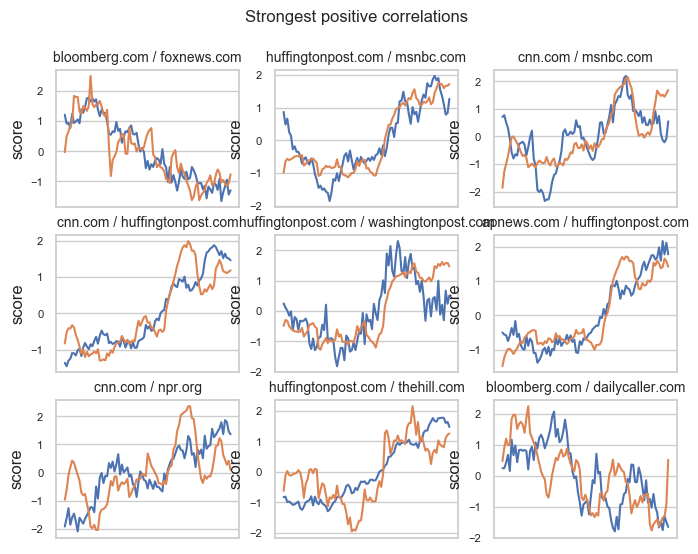 Strongest positive correlations
bloomberg.com / foxnews.com
huffingtonpost.com / msnbc.com
cnn.com / msnbc.com
score
2
1
0
−1
score
2
1
0
−1
−2
score
2
1
0
−1
−2
cnn.com / huffingtonpost.com
huffingtonpost.com / washingtonpost.com
apnews.com / huffingtonpost.com
score
2
1
0
−1
score
2
1
0
−1
−2
score
2
1
0
−1
cnn.com / npr.org
huffingtonpost.com / thehill.com
bloomberg.com / dailycaller.com
score
2
1
0
−1
−2
score
2
1
0
−1
−2
score
2
1
0
−1
−2